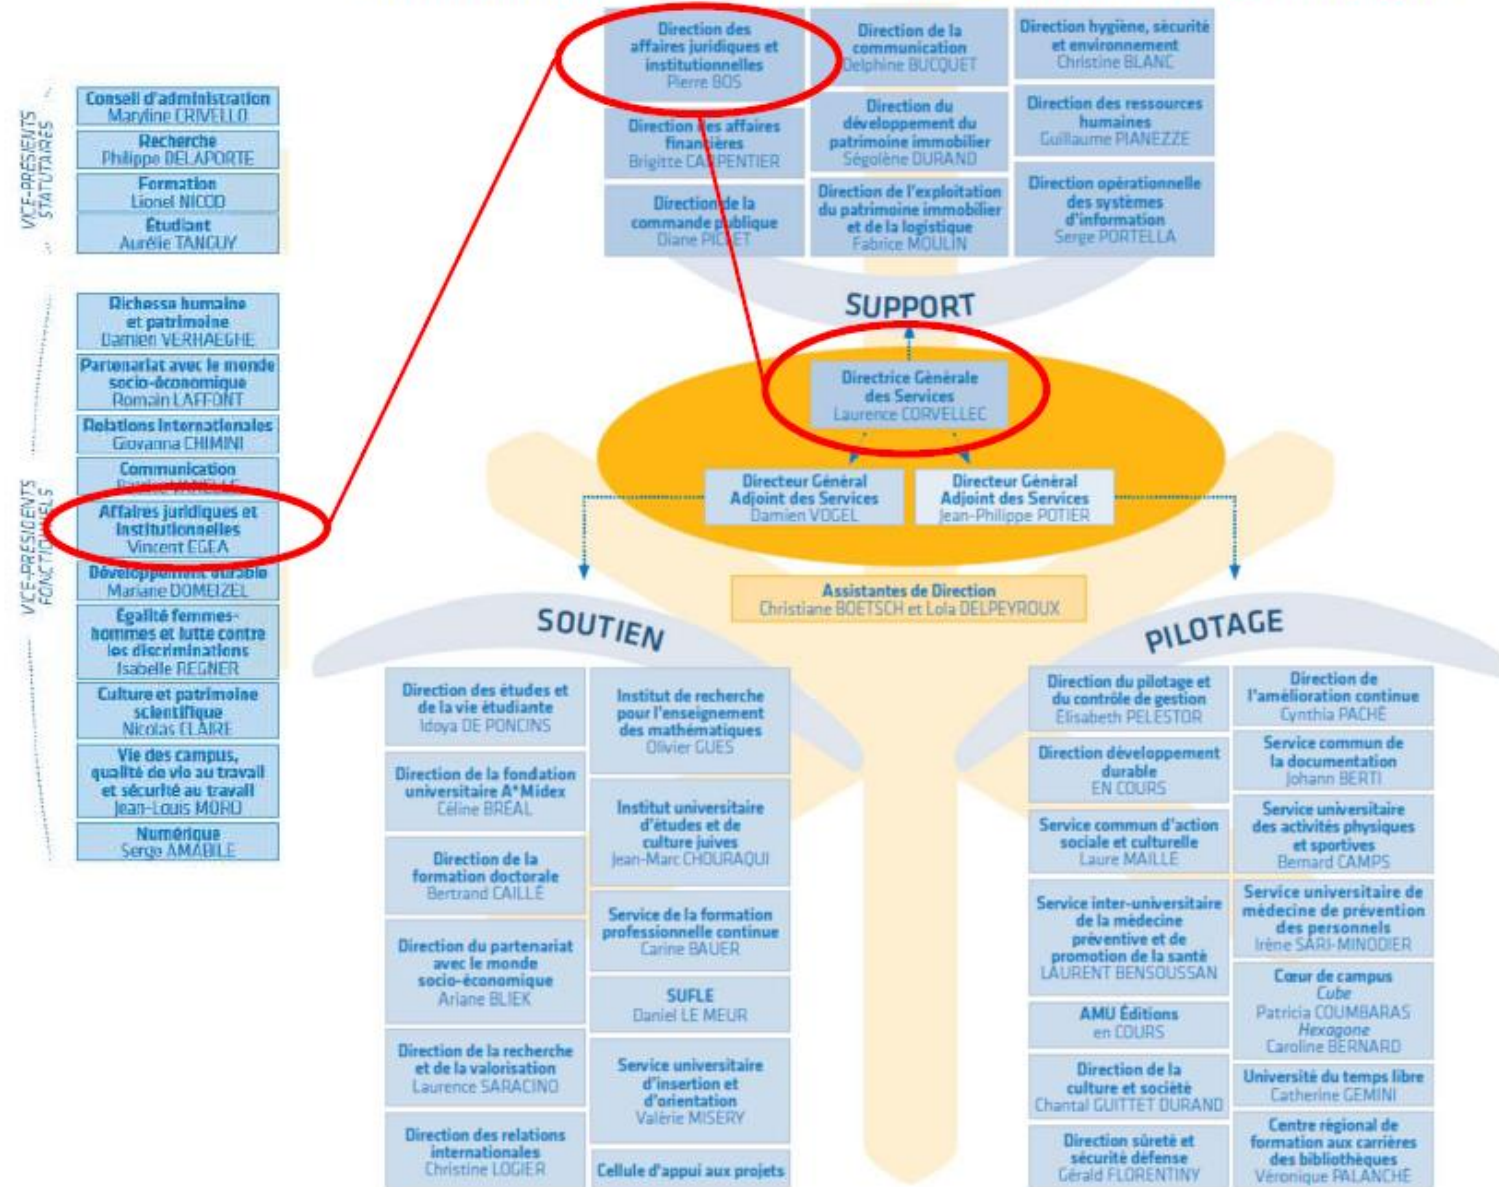 VICE-PRÉSIENTS
STATUTAIRES
Conseil d'administration
Maryline CRIVELLO
Recherche
Philippe DELAPORTE
Formation
Lionel NICOD
Étudiant
Aurélie TANGUY
VICE-PRÉSIDENTS
FONCTIONNELS
Richesse humaine
et patrimoine
Damien VERHAEGHE
Partenariat avec le monde
socio-économique
Romain LAFFONT
Relations Internationales
Giovanna CHIMINI
Communication
Affaires juridiques et
Institutionnelles
Vincent EGEA
Développement durable
Mariane DOMEIZEL
Égalité femmes-
hommes et lutte contre
les discriminations
Isabelle REGNER
Culture et patrimoine
scientifique
Nicolas CLAIRE
Vie des campus,
qualité de vie au travail
et sécurité au travail
Jean-Louis MORO
Numérique
Serge AMABILE
Direction des
affaires juridiques et
institutionnelles
Pierre BOS
Direction des affaires
financières
Brigitte CARPENTIER
Direction de la
commande publique
Diane
Direction de la
communication
Delphine BUCQUET
Direction du
développement du
patrimoine immobilier
Ségolène DURAND
Direction de l'exploitation
du patrimoine immobilier
et de la logistique
Fabrice MOULIN
Direction hygiène, sécurité
et environnement
Christine BLANC
Direction des ressources
humaines
Guillaume PIANEZZE
Direction opérationnelle
des systèmes
d'information
Serge PORTELLA
SUPPORT
Directrice Générale
des Services
Laurence CORVELLEC
Directeur Général
Adjoint des Services
Damien VOGEL
Directeur Général
Adjoint des Services
Jean-Philippe POTIER
Assistantes de Direction
Christiane BOETSCH et Lola DELPEYROUX
SOUTIEN
Direction des études et
de la vie étudiante
Idoya DE PONCINS
Direction de la fondation
universitaire A*Midex
Céline BRÉAL
Direction de la
formation doctorale
Bertrand CAILLÉ
Direction du partenariat
avec le monde
socio-économique
Ariane BLIEK
Direction de la recherche
et de la valorisation
Laurence SARACINO
Direction des relations
internationales
Christine LOGIER
Institut de recherche
pour l'enseignement
des mathématiques
Olivier GUES
Institut universitaire
d'études et de
culture juives
Jean-Marc CHOURAQUI
Service de la formation
professionnelle continue
Carine BAUER
SUFLE
Daniel LE MEUR
Service universitaire
d'insertion et
d'orientation
Valérie MISERY
Cellule d'appui aux projets
PILOTAGE
Direction du pilotage et
du contrôle de gestion
Élisabeth PELESTOR
Direction développement
durable
EN COURS
Service commun d'action
sociale et culturelle
Laure MAILLE
Service inter-universitaire
de la médecine
préventive et de
promotion de la santé
LAURENT BENSOUSSAN
AMU Éditions
en COURS
Direction de la
culture et société
Chantal GUITTET DURAND
Direction sûreté et
sécurité défense
Gérald FLORENTINY
Direction de
l'amélioration continue
Cynthia PACHÉ
Service commun de
la documentation
Johann BERTI
Service universitaire
des activités physiques
et sportives
Bernard CAMPS
Service universitaire de
médecine de prévention
des personnels
Irène SARI-MINODIER
Cœur de campus
Cube
Patricia COUMBARAS
Hexagone
Caroline BERNARD
Université du temps libre
Catherine GEMINI
Centre régional de
formation aux carrières
des bibliothèques
Véronique PALANCHÉ